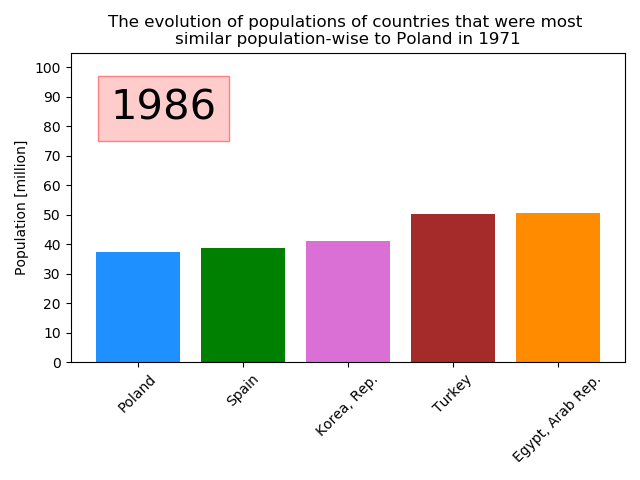 The evolution of populations of countries that were most
similar population-wise to Poland in 1971
1986
Population [million]
100
90
80
70
60
50
40
30
20
10
0
Poland
Spain
Korea, Rep.
Turkey
Egypt, Arab Rep.